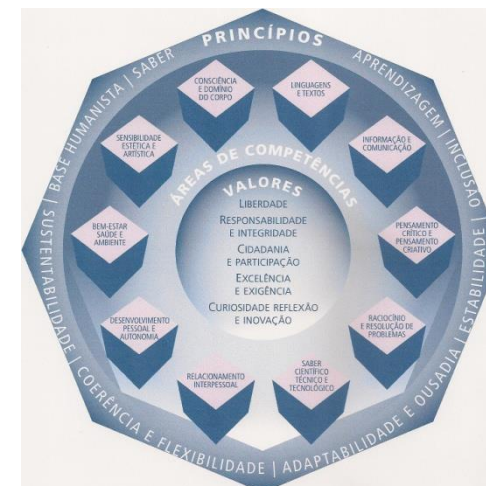 PRINCÍPIOS
BASE HUMANISTA | SABER
APRENDIZAGEM | INCLUSÃO
ESTABILIDADE
ADAPTABILIDADE E OUSADIA
COERÊNCIA E FLEXIBILIDADE
SUSTENTABILIDADE
ÁREAS DE COMPETÊNCIAS
CONSCIÊNCIA
E DOMÍNIO
DO CORPO
LINGUAGENS
E TEXTOS
INFORMAÇÃO E
COMUNICAÇÃO
PENSAMENTO
CRÍTICO E
PENSAMENTO
CRIATIVO
RACIOCÍNIO
E RESOLUÇÃO DE
PROBLEMAS
SABER
CIENTÍFICO
TÉCNICO E
TECNOLÓGICO
RELACIONAMENTO
INTERPESSOAL
DESENVOLVIMENTO
PESSOAL E
AUTONOMIA
BEM-ESTAR
SAÚDE E
AMBIENTE
SENSIBILIDADE
ESTÉTICA E
ARTÍSTICA
VALORES
LIBERDADE
RESPONSABILIDADE
E INTEGRIDADE
CIDADANIA
E PARTICIPAÇÃO
EXCELÊNCIA
E EXIGÊNCIA
CURIOSIDADE REFLEXÃO
E INOVAÇÃO